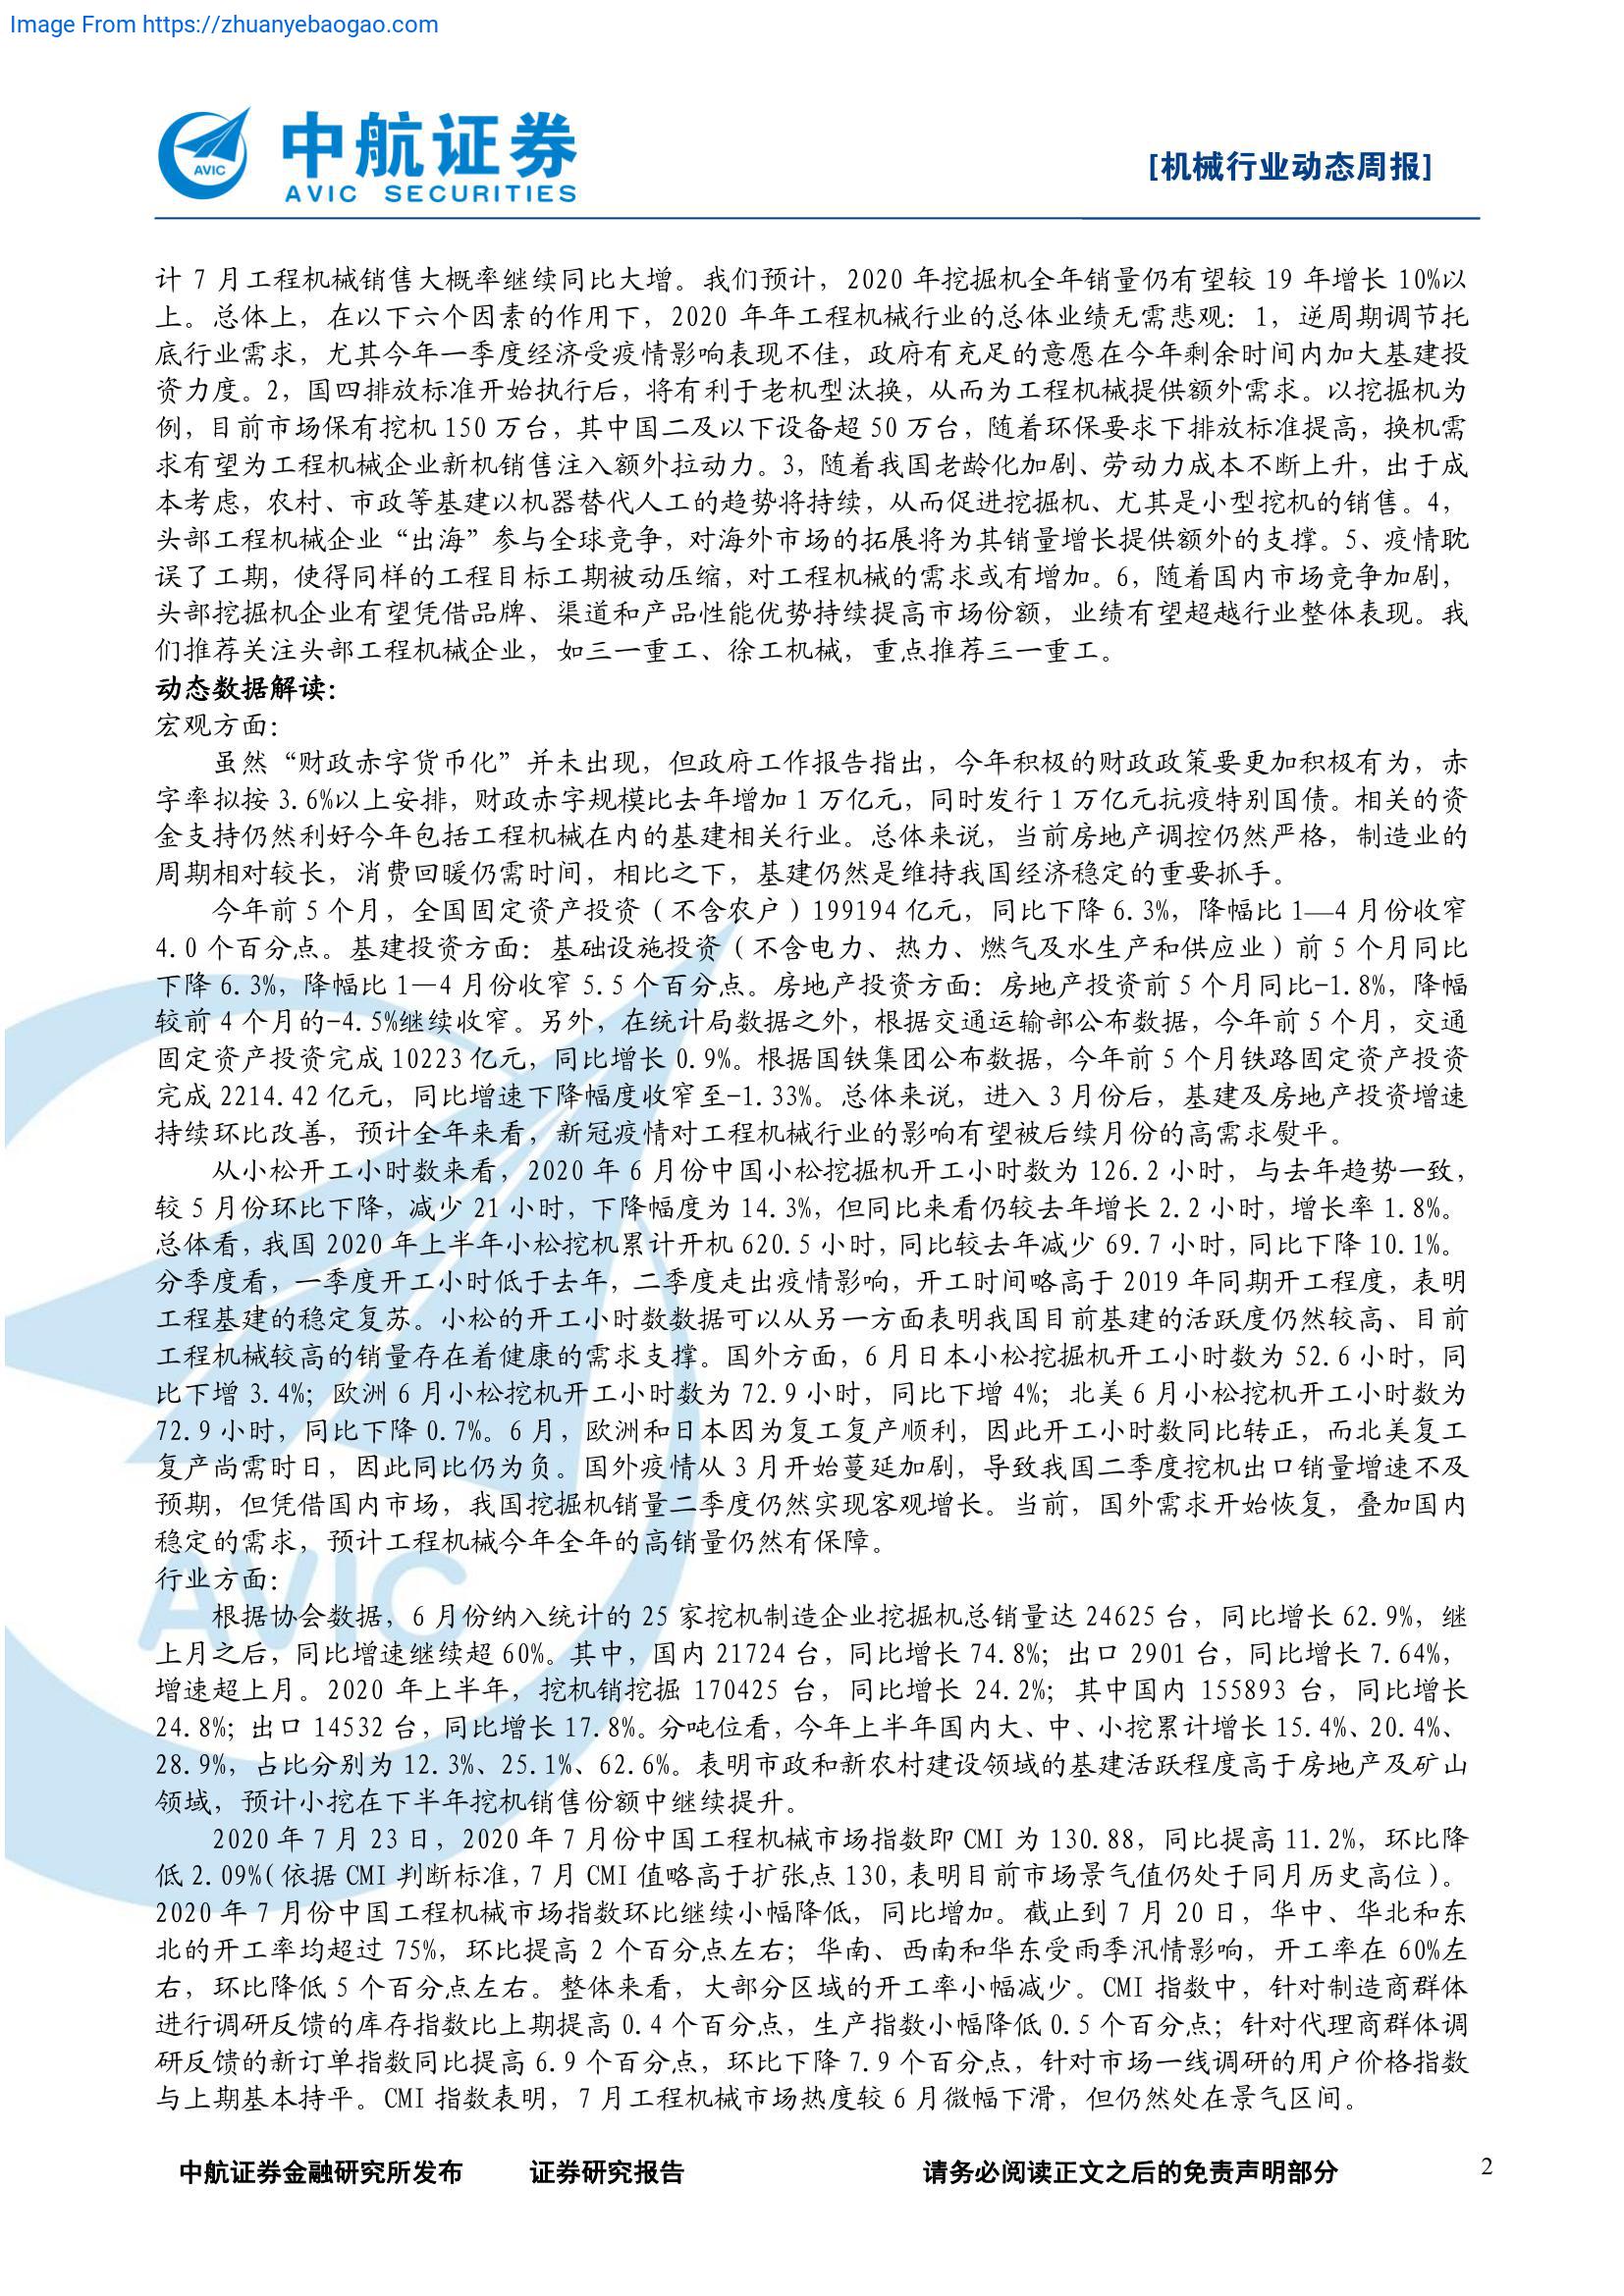 Image From https://zhuanyebaogao.com
AVIC
中航证券
AVIC SECURITIES
[机械行业动态周报]
计 7 月工程机械销售大概率继续同比大增。我们预计，2020 年挖掘机全年销量仍有望较 19 年增长 10%以
上。总体上，在以下六个因素的作用下，2020 年年工程机械行业的总体业绩无需悲观：1，逆周期调节托
底行业需求，尤其今年一季度经济受疫情影响表现不佳，政府有充足的意愿在今年剩余时间内加大基建投
资力度。2，国四排放标准开始执行后，将有利于老机型汰换，从而为工程机械提供额外需求。以挖掘机为
例，目前市场保有挖机 150 万台，其中国二及以下设备超 50 万台，随着环保要求下排放标准提高，换机需
求有望为工程机械企业新机销售注入额外拉动力。3，随着我国老龄化加剧、劳动力成本不断上升，出于成
本考虑，农村、市政等基建以机器替代人工的趋势将持续，从而促进挖掘机、尤其是小型挖机的销售。4，
头部工程机械企业“出海”参与全球竞争，对海外市场的拓展将为其销量增长提供额外的支撑。5、疫情耽
误了工期，使得同样的工程目标工期被动压缩，对工程机械的需求或有增加。6，随着国内市场竞争加剧，
头部挖掘机企业有望凭借品牌、渠道和产品性能优势持续提高市场份额，业绩有望超越行业整体表现。我
们推荐关注头部工程机械企业，如三一重工、徐工机械，重点推荐三一重工。
动态数据解读：
宏观方面：
虽然“财政赤字货币化”并未出现，但政府工作报告指出，今年积极的财政政策要更加积极有为，赤
字率拟按 3.6%以上安排，财政赤字规模比去年增加 1 万亿元，同时发行 1 万亿元抗疫特别国债。相关的资
金支持仍然利好今年包括工程机械在内的基建相关行业。总体来说，当前房地产调控仍然严格，制造业的
周期相对较长，消费回暖仍需时间，相比之下，基建仍然是维持我国经济稳定的重要抓手。
今年前 5 个月，全国固定资产投资（不含农户）199194 亿元，同比下降 6.3%，降幅比 1—4 月份收窄
4.0 个百分点。基建投资方面：基础设施投资（不含电力、热力、燃气及水生产和供应业）前 5 个月同比
下降 6.3%，降幅比 1—4 月份收窄 5.5 个百分点。房地产投资方面：房地产投资前 5 个月同比-1.8%，降幅
较前 4 个月的-4.5%继续收窄。另外，在统计局数据之外，根据交通运输部公布数据，今年前 5 个月，交通
固定资产投资完成 10223 亿元，同比增长 0.9%。根据国铁集团公布数据，今年前 5 个月铁路固定资产投资
完成 2214.42 亿元，同比增速下降幅度收窄至-1.33%。总体来说，进入 3 月份后，基建及房地产投资增速
持续环比改善，预计全年来看，新冠疫情对工程机械行业的影响有望被后续月份的高需求熨平。
从小松开工小时数来看，2020 年 6 月份中国小松挖掘机开工小时数为 126.2 小时，与去年趋势一致，
较 5 月份环比下降，减少 21 小时，下降幅度为 14.3%，但同比来看仍较去年增长 2.2 小时，增长率 1.8%。
总体看，我国 2020 年上半年小松挖机累计开机 620.5 小时，同比较去年减少 69.7 小时，同比下降 10.1%。
分季度看，一季度开工小时低于去年，二季度走出疫情影响，开工时间略高于 2019 年同期开工程度，表明
工程基建的稳定复苏。小松的开工小时数数据可以从另一方面表明我国目前基建的活跃度仍然较高、目前
工程机械较高的销量存在着健康的需求支撑。国外方面，6 月日本小松挖掘机开工小时数为 52.6 小时，同
比下增 3.4%；欧洲 6 月小松挖机开工小时数为 72.9 小时，同比下增 4%；北美 6 月小松挖机开工小时数为
72.9 小时，同比下降 0.7%。6 月，欧洲和日本因为复工复产顺利，因此开工小时数同比转正，而北美复工
复产尚需时日，因此同比仍为负。国外疫情从 3 月开始蔓延加剧，导致我国二季度挖机出口销量增速不及
预期，但凭借国内市场，我国挖掘机销量二季度仍然实现客观增长。当前，国外需求开始恢复，叠加国内
稳定的需求，预计工程机械今年全年的高销量仍然有保障。
行业方面：
根据协会数据，6 月份纳入统计的 25 家挖机制造企业挖掘机总销量达 24625 台，同比增长 62.9%，继
上月之后，同比增速继续超 60%。其中，国内 21724 台，同比增长 74.8%；出口 2901 台，同比增长 7.64%，
增速超上月。2020 年上半年，挖机销挖掘 170425 台，同比增长 24.2%；其中国内 155893 台，同比增长
24.8%；出口 14532 台，同比增长 17.8%。分吨位看，今年上半年国内大、中、小挖累计增长 15.4%、20.4%、
28.9%，占比分别为 12.3%、25.1%、62.6%。表明市政和新农村建设领域的基建活跃程度高于房地产及矿山
领域，预计小挖在下半年挖机销售份额中继续提升。
2020 年 7 月 23 日，2020 年 7 月份中国工程机械市场指数即 CMI 为 130.88，同比提高 11.2%，环比降
低 2.09%（依据 CMI 判断标准，7 月 CMI 值略高于扩张点 130，表明目前市场景气值仍处于同月历史高位）。
2020 年 7 月份中国工程机械市场指数环比继续小幅降低，同比增加。截止到 7 月 20 日，华中、华北和东
北的开工率均超过 75%，环比提高 2 个百分点左右；华南、西南和华东受雨季汛情影响，开工率在 60%左
右，环比降低 5 个百分点左右。整体来看，大部分区域的开工率小幅减少。CMI 指数中，针对制造商群体
进行调研反馈的库存指数比上期提高 0.4 个百分点，生产指数小幅降低 0.5 个百分点；针对代理商群体调
研反馈的新订单指数同比提高 6.9 个百分点，环比下降 7.9 个百分点，针对市场一线调研的用户价格指数
与上期基本持平。CMI 指数表明，7 月工程机械市场热度较 6 月微幅下滑，但仍然处在景气区间。
AVIC
中航证券金融研究所发布 证券研究报告 请务必阅读正文之后的免责声明部分 2